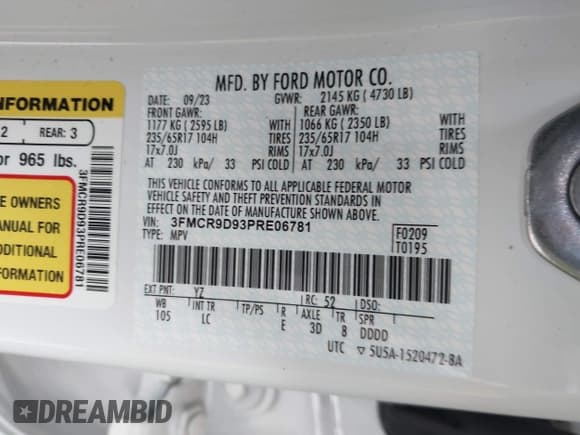 MFD. BY FORD MOTOR CO.
DATE: 09/23 GVWR: 2145 KG ( 4730 LB)
FRONT GAWR: REAR GAWR:
1177 KG ( 2595 LB) WITH 1066 KG ( 2350 LB) WITH
235/65R17 104H TIRES 235/65R17 104H TIRES
17x7.0J RIMS 17x7.0J RIMS
AT 230 kPa/ 33 PSI COLD AT 230 kPa/ 33 PSI COLD
THIS VEHICLE CONFORMS TO ALL APPLICABLE FEDERAL MOTOR
VEHICLE SAFETY AND THEFT PREVENTION STANDARDS IN EFFECT ON
THE DATE OF MANUFACTURE SHOWN ABOVE.
VIN: 3FMCR9D93PRE06781
TYPE: MPV
F0209
T0195
EXT PNT: YZ RC: 52 DSO:
WB INT TR TP/PS R AXLE TR SPR
105 LC E 3D 8 DDDD
UTC ▽ 5U5A-1520472-BA
NFORMATION
2 REAR: 3
or 965 lbs.
E OWNERS
ANUAL FOR
DDITIONAL
ORMATION
3FMCR9D93PRE06781
DREAMBID